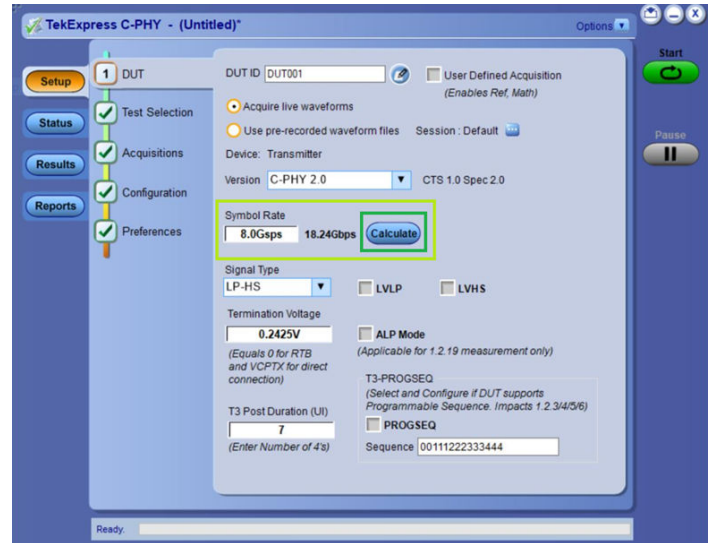 TekExpress C-PHY - (Untitled)*
Options
Start
Pause
Setup
Status
Results
Reports
1 DUT
Test Selection
Acquisitions
Configuration
Preferences
DUT ID DUT001
User Defined Acquisition
(Enables Ref, Math)
Acquire live waveforms
Use pre-recorded waveform files Session : Default
Device: Transmitter
Version C-PHY 2.0 CTS 1.0 Spec 2.0
Symbol Rate
8.0Gsps 18.24Gbps Calculate
Signal Type
LP-HS LVLP LVHS
Termination Voltage
0.2425V ALP Mode
(Equals 0 for RTB
and VCPTX for direct
connection)
(Applicable for 1.2.19 measurement only)
T3-PROGSEQ
(Select and Configure if DUT supports
Programmable Sequence. Impacts 1.2.3/4/5/6)
PROGSEQ
Sequence 00111222333444
T3 Post Duration (UI)
7
(Enter Number of 4's)
Ready.